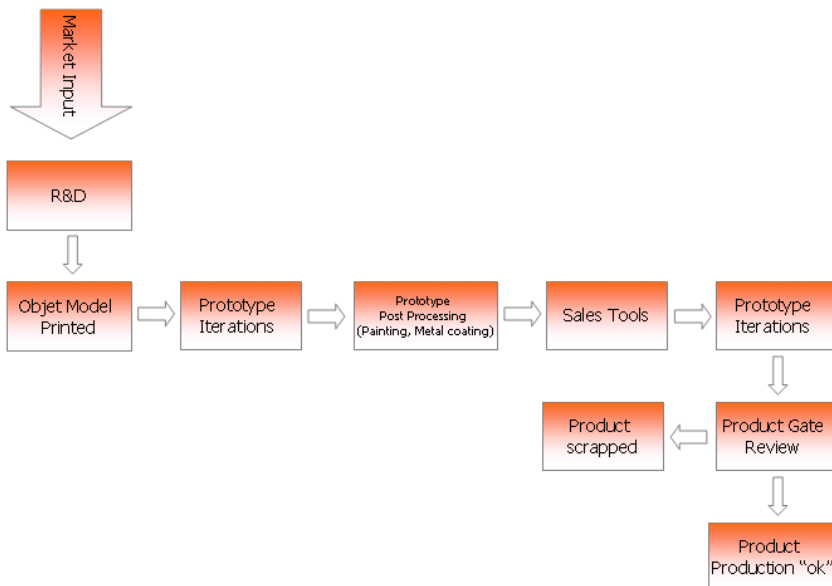 Market Input
R&D
Objet Model
Printed
Prototype
Iterations
Prototype
Post Processing
(Painting, Metal coating)
Sales Tools
Prototype
Iterations
Product
scrapped
Product Gate
Review
Product
Production “ok”